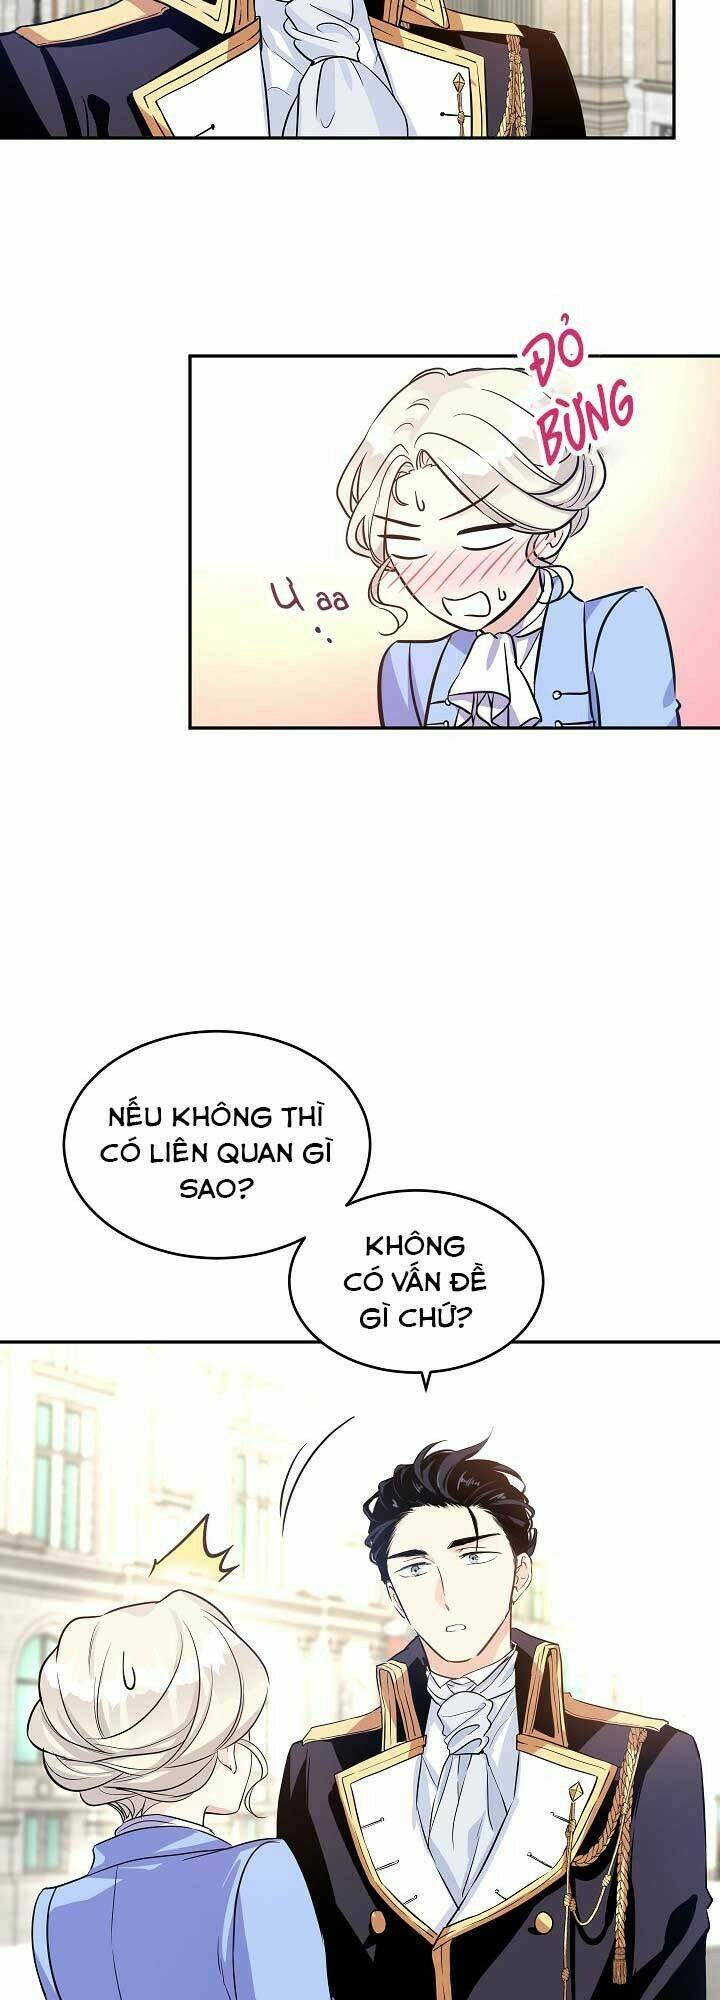 ĐỎ
BỪNG
Ư aa
NẾU KHÔNG THÌ
CÓ LIÊN QUAN GÌ
SAO?
KHÔNG
CÓ VẤN ĐỀ
GÌ CHỨ?